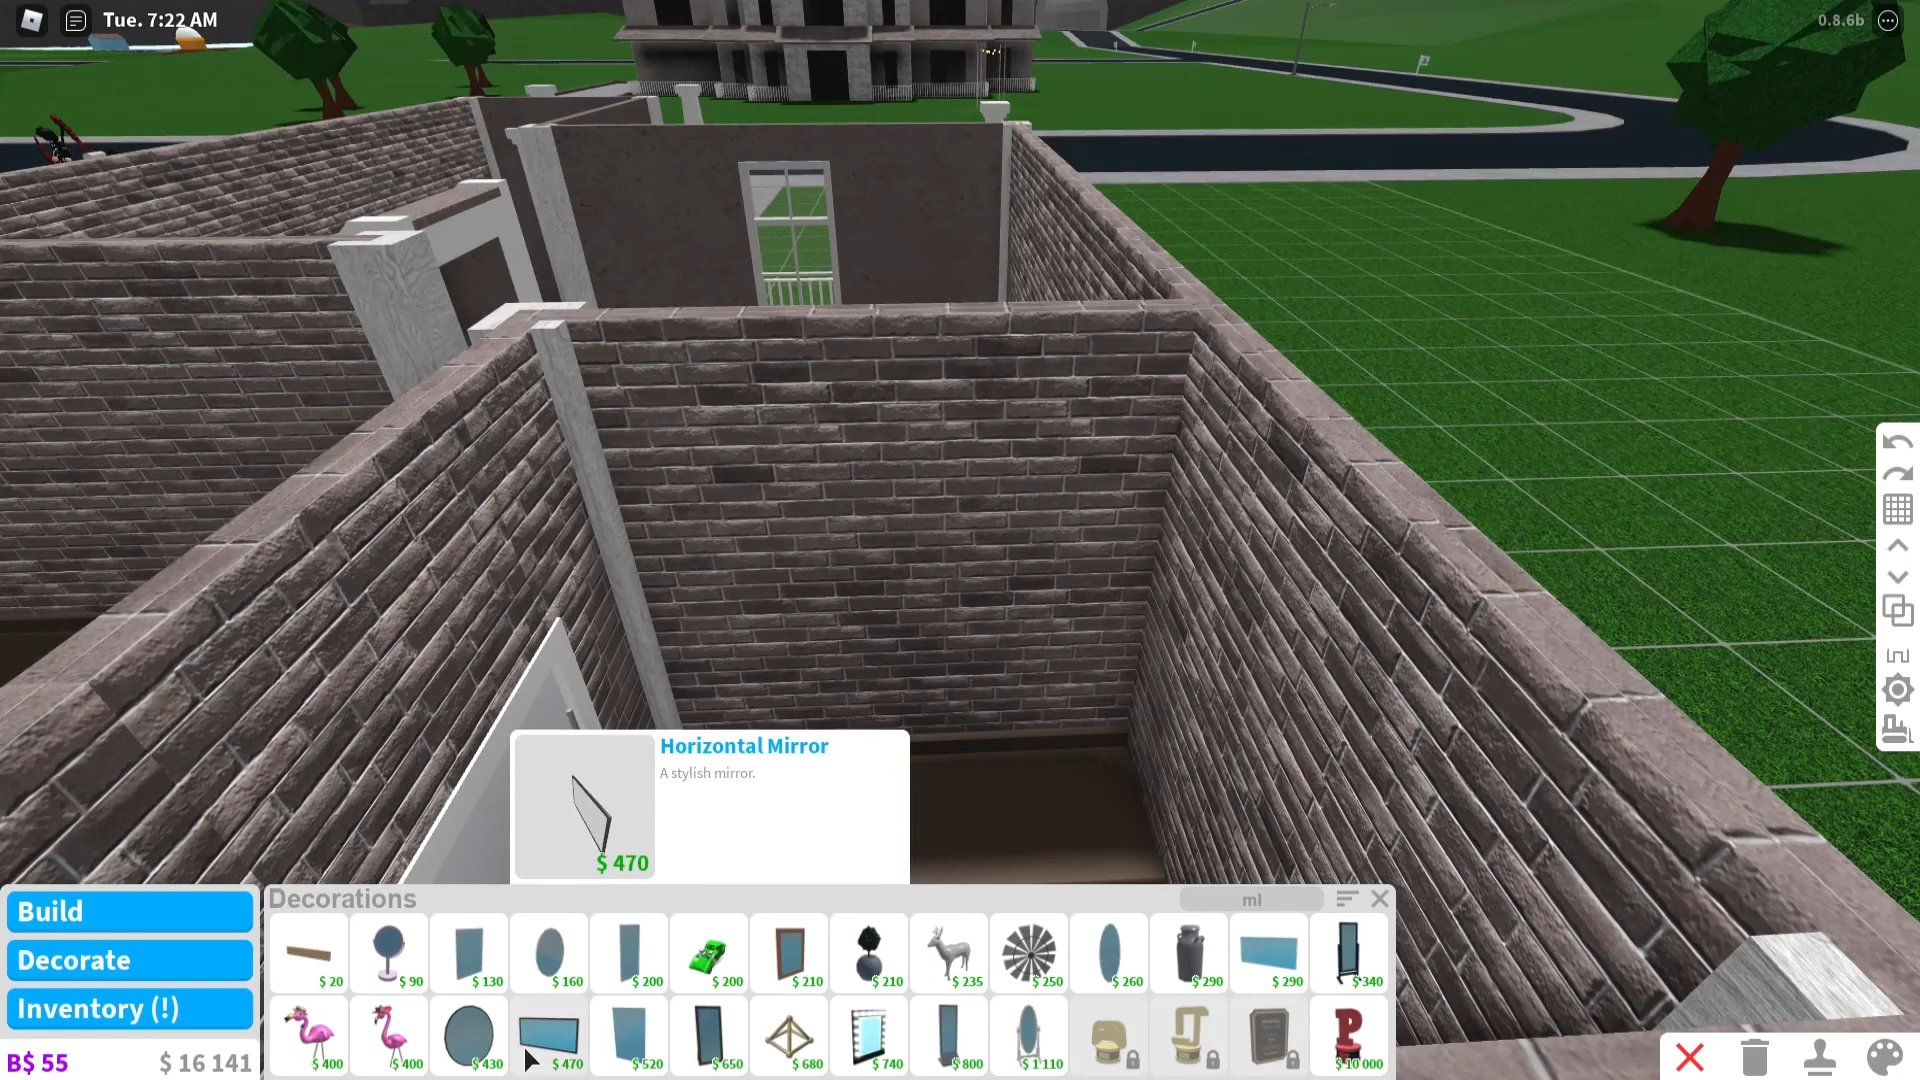 Tue. 7:22 AM
0.8.6b
Horizontal Mirror
A stylish mirror.
$ 470
Build
Decorate
Inventory (!)
B$ 55
$ 16 141
Decorations
ml
$ 20
$ 90
$ 130
$ 160
$ 200
$ 200
$ 210
$ 210
$ 235
$ 250
$ 260
$ 290
$ 290
$ 340
$ 400
$ 400
$ 430
$ 470
$ 520
$ 650
$ 680
$ 740
$ 800
$ 1 110
$ 10 000